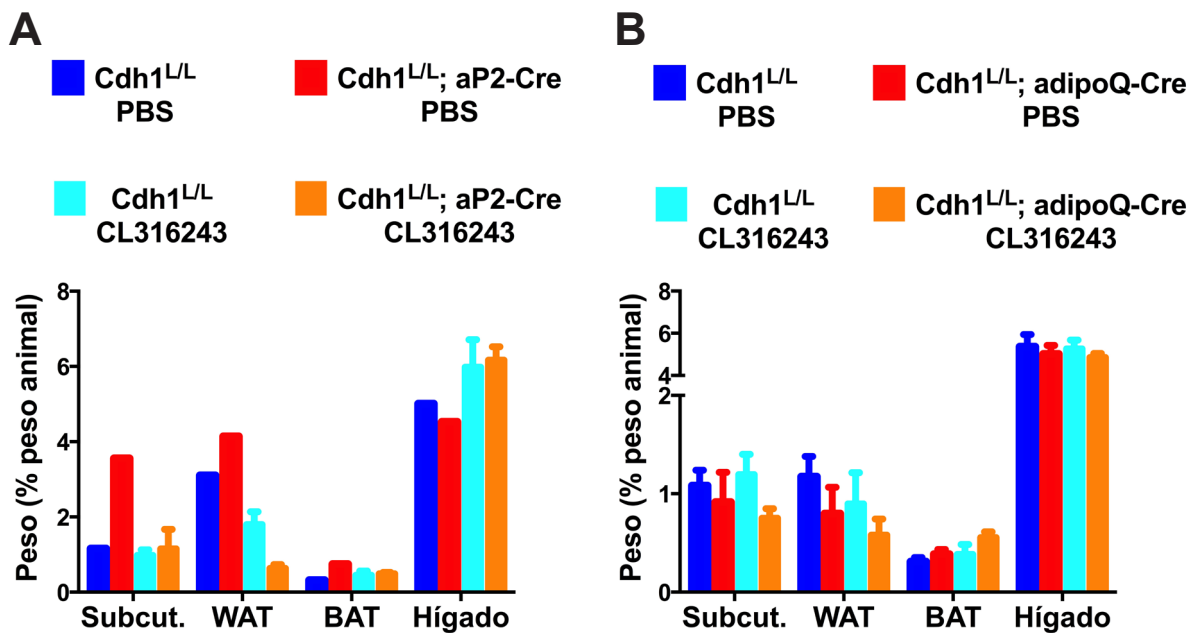 A
Cdh1L/L
PBS
Cdh1L/L; aP2-Cre
PBS
Cdh1L/L
CL316243
Cdh1L/L; aP2-Cre
CL316243
Peso (% peso animal)
8
6
4
2
0
Subcut.
WAT
BAT
Hígado
B
Cdh1L/L
PBS
Cdh1L/L; adipoQ-Cre
PBS
Cdh1L/L
CL316243
Cdh1L/L; adipoQ-Cre
CL316243
Peso (% peso animal)
8
6
4
2
1
0
Subcut.
WAT
BAT
Hígado